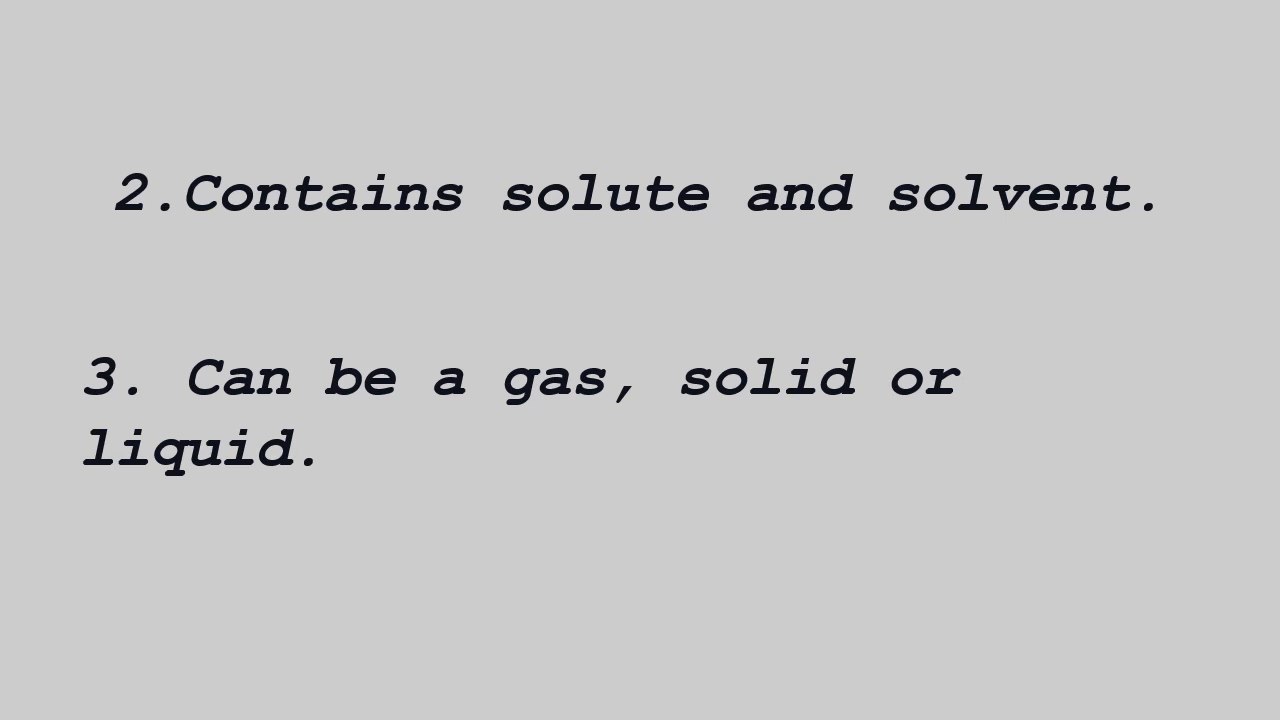 2.Contains solute and solvent.
3. Can be a gas, solid or
liquid.